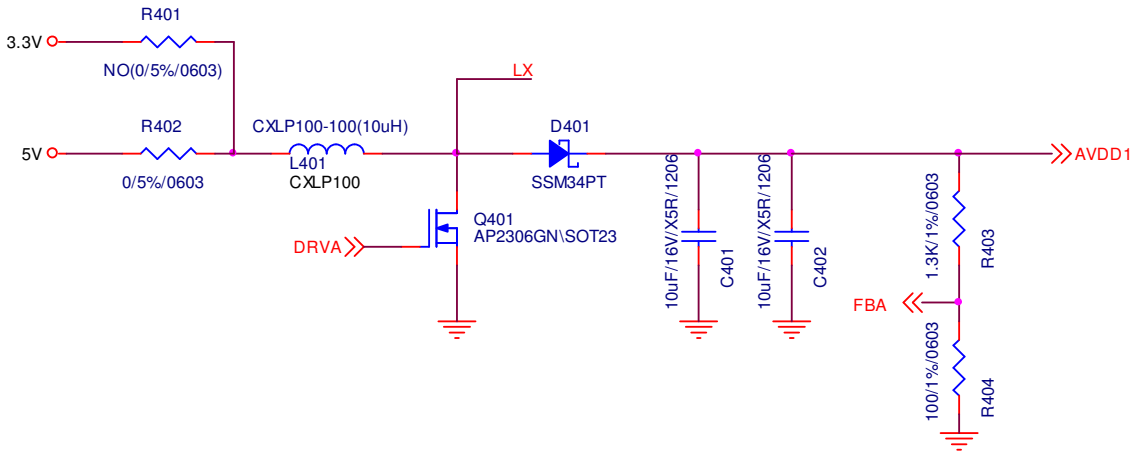 R401
3.3V
NO(0/5%/0603)
LX
R402
CXLP100-100(10uH)
D401
5V
L401
AVDD1
0/5%/0603
CXLP100
SSM34PT
10uF/16V/X5R/1206
C401
10uF/16V/X5R/1206
C402
1.3K/1%/0603
R403
Q401
AP2306GN\SOT23
DRVA
FBA
100/1%/0603
R404